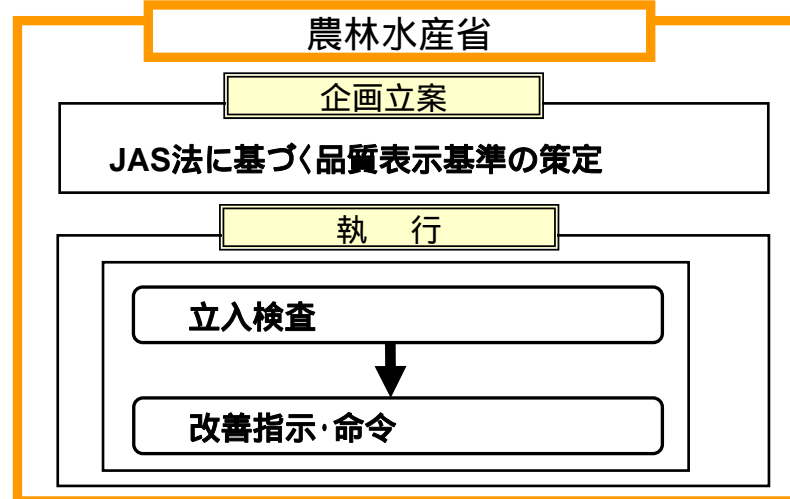 農林水産省
企画立案
JAS法に基づく品質表示基準の策定
執　行
立入検査
改善指示・命令